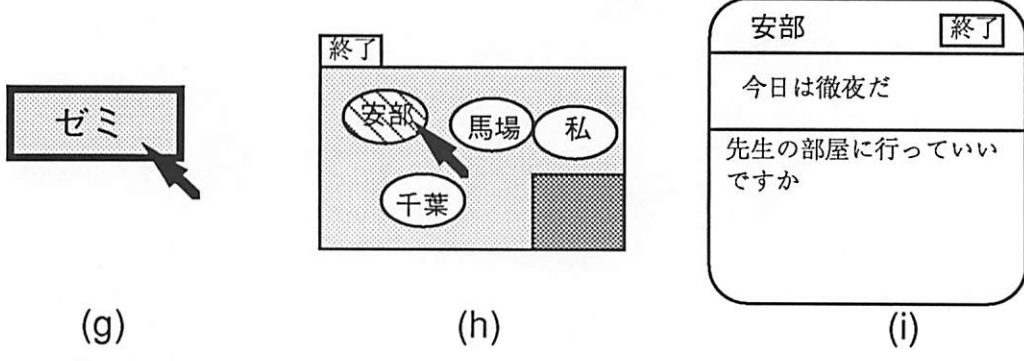 ゼミ
(g)
終了
安部
馬場
私
千葉
(h)
安部
終了
今日は徹夜だ
先生の部屋に行っていい
ですか
(i)